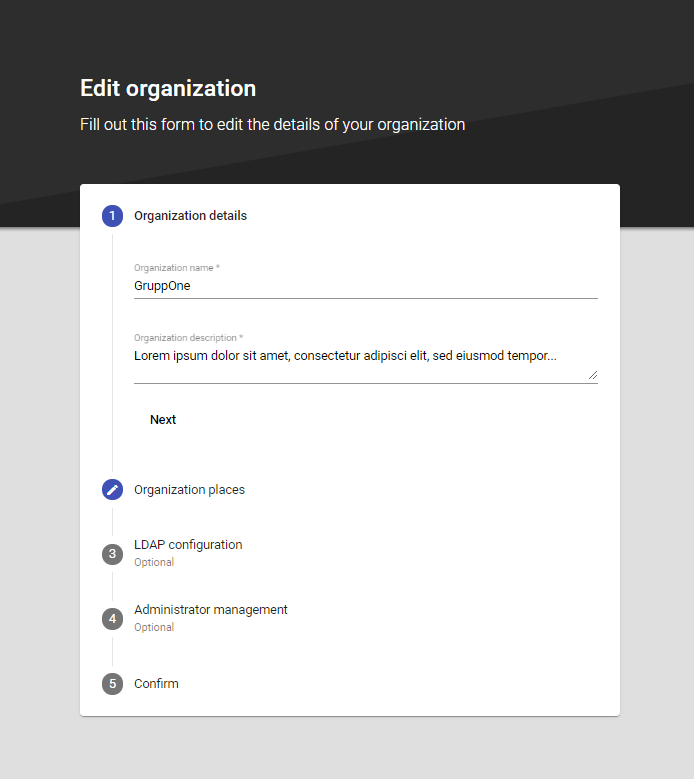 Edit organization
Fill out this form to edit the details of your organization
1 Organization details
Organization name *
GruppOne
Organization description *
Lorem ipsum dolor sit amet, consectetur adipisci elit, sed eiusmod tempor...
Next
Organization places
3 LDAP configuration
Optional
4 Administrator management
Optional
5 Confirm